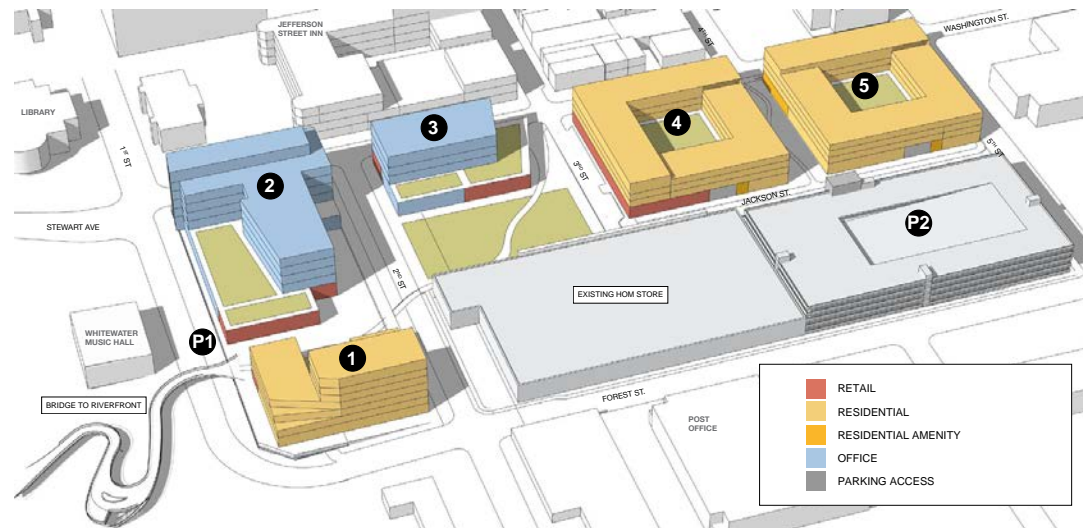 JEFFERSON
STREET INN
4TH ST
WASHINGTON ST.
LIBRARY
1ST ST
5
3
4
2
3RD ST
5TH ST
JACKSON ST.
STEWART AVE
P2
2ND ST
EXISTING HOM STORE
WHITEWATER
MUSIC HALL
P1
1
BRIDGE TO RIVERFRONT
FOREST ST.
POST
OFFICE
RETAIL
RESIDENTIAL
RESIDENTIAL AMENITY
OFFICE
PARKING ACCESS